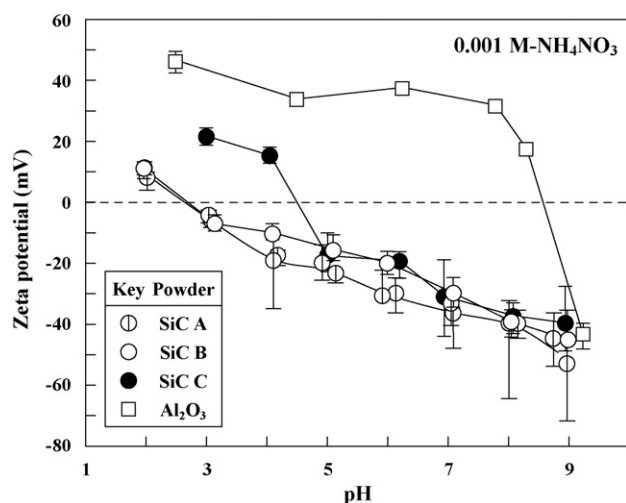 60
40
20
0
-20
-40
-60
-80
Zeta potential (mV)
0.001 M-NH₄NO₃
Key Powder
SiC A
SiC B
SiC C
Al₂O₃
1 3 5 7 9
pH